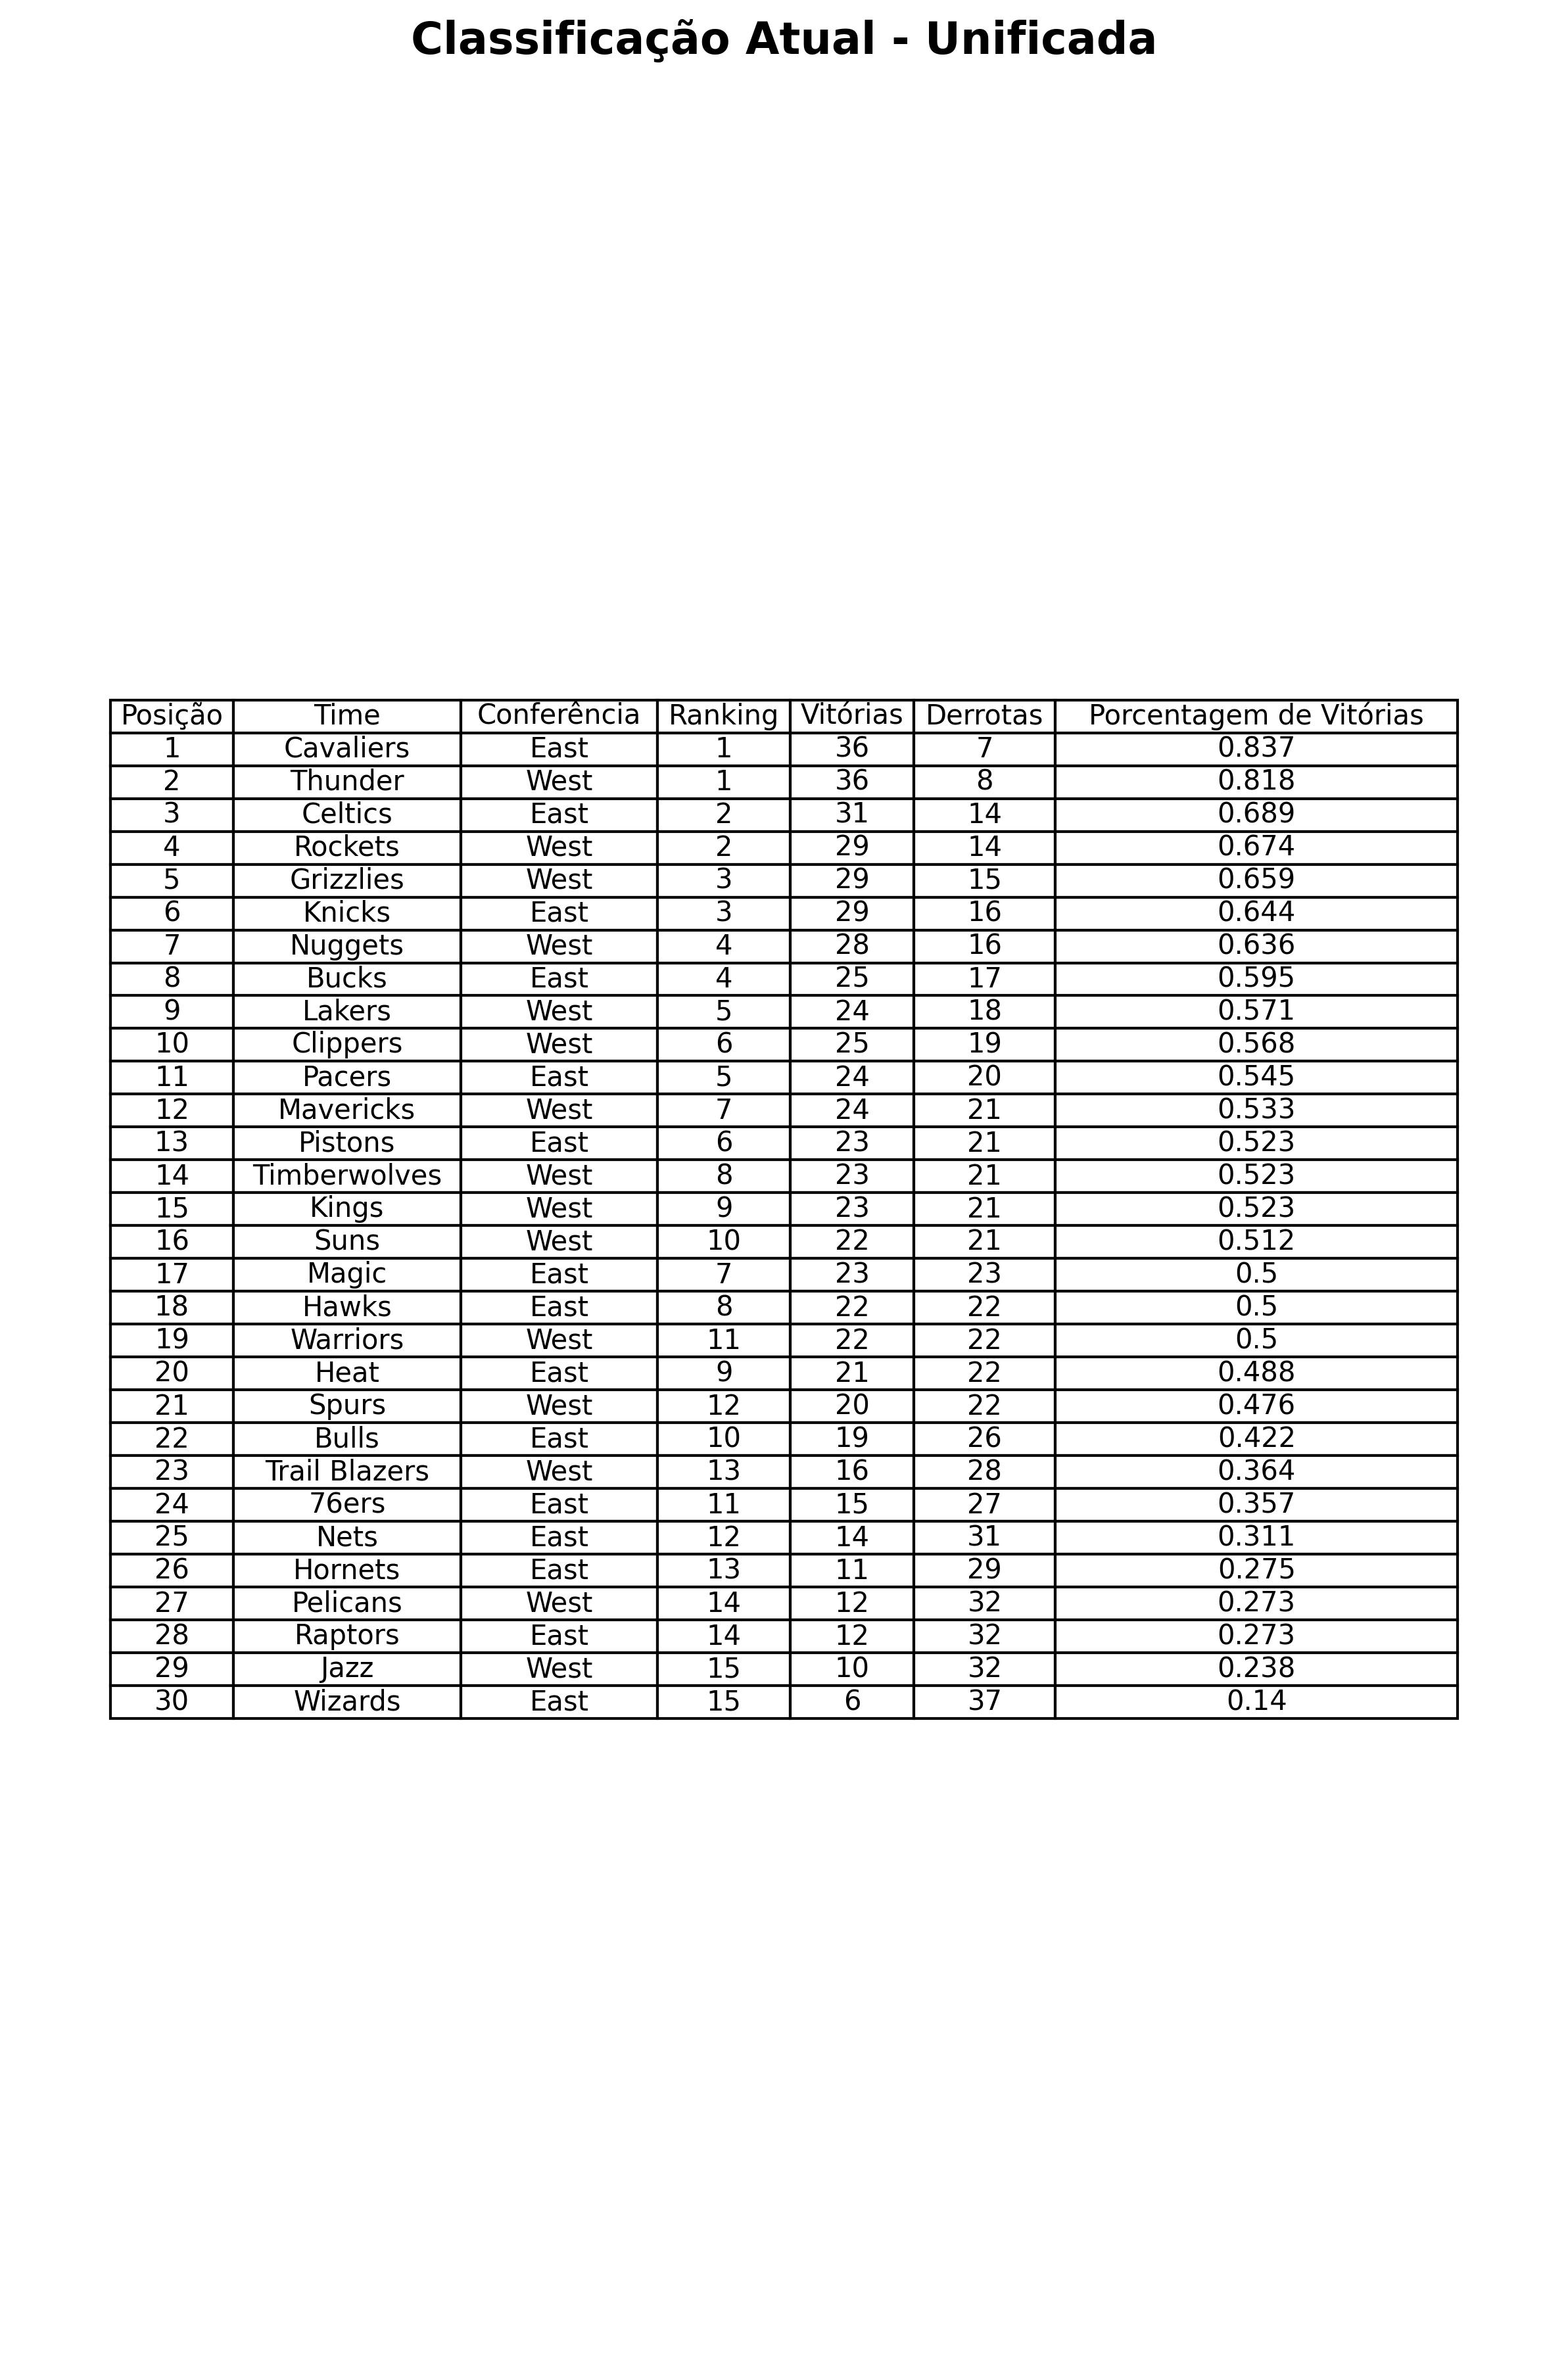 Classificação Atual - Unificada
Posição Time Conferência Ranking Vitórias Derrotas Porcentagem de Vitórias
1 Cavaliers East 1 36 7 0.837
2 Thunder West 1 36 8 0.818
3 Celtics East 2 31 14 0.689
4 Rockets West 2 29 14 0.674
5 Grizzlies West 3 29 15 0.659
6 Knicks East 3 29 16 0.644
7 Nuggets West 4 28 16 0.636
8 Bucks East 4 25 17 0.595
9 Lakers West 5 24 18 0.571
10 Clippers West 6 25 19 0.568
11 Pacers East 5 24 20 0.545
12 Mavericks West 7 24 21 0.533
13 Pistons East 6 23 21 0.523
14 Timberwolves West 8 23 21 0.523
15 Kings West 9 23 21 0.523
16 Suns West 10 22 21 0.512
17 Magic East 7 23 23 0.5
18 Hawks East 8 22 22 0.5
19 Warriors West 11 22 22 0.5
20 Heat East 9 21 22 0.488
21 Spurs West 12 20 22 0.476
22 Bulls East 10 19 26 0.422
23 Trail Blazers West 13 16 28 0.364
24 76ers East 11 15 27 0.357
25 Nets East 12 14 31 0.311
26 Hornets East 13 11 29 0.275
27 Pelicans West 14 12 32 0.273
28 Raptors East 14 12 32 0.273
29 Jazz West 15 10 32 0.238
30 Wizards East 15 6 37 0.14